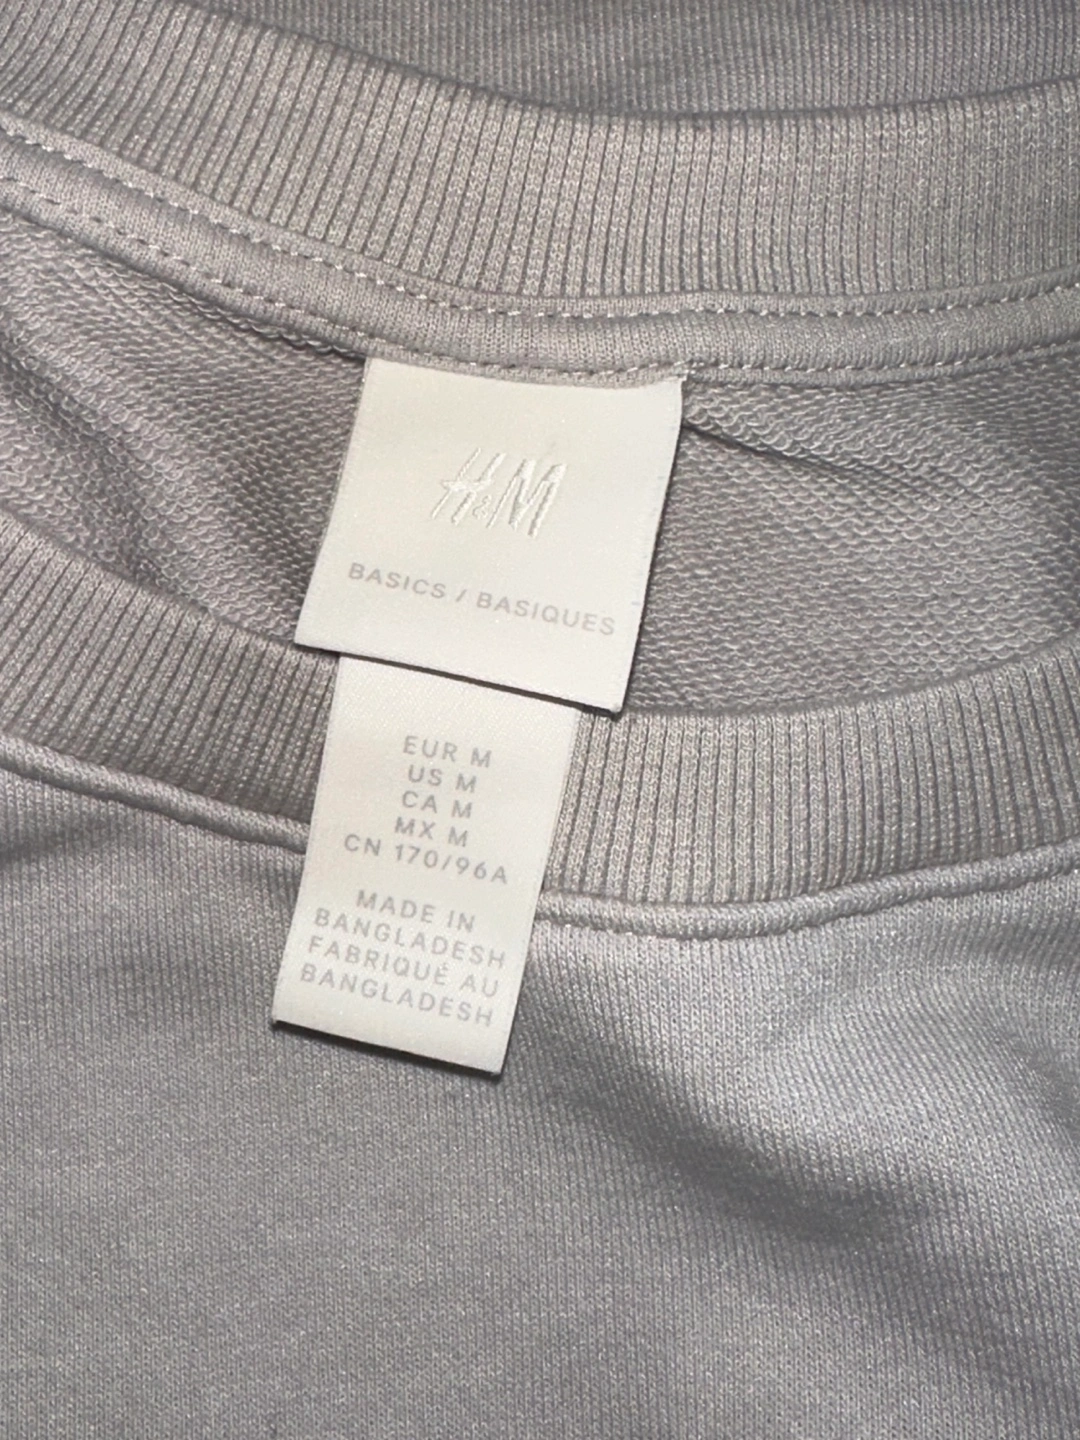 H&M
BASICS / BASIQUES
EUR M
US M
CA M
MX M
CN 170/96A
MADE IN
BANGLADESH
FABRIQUÉ AU
BANGLADESH